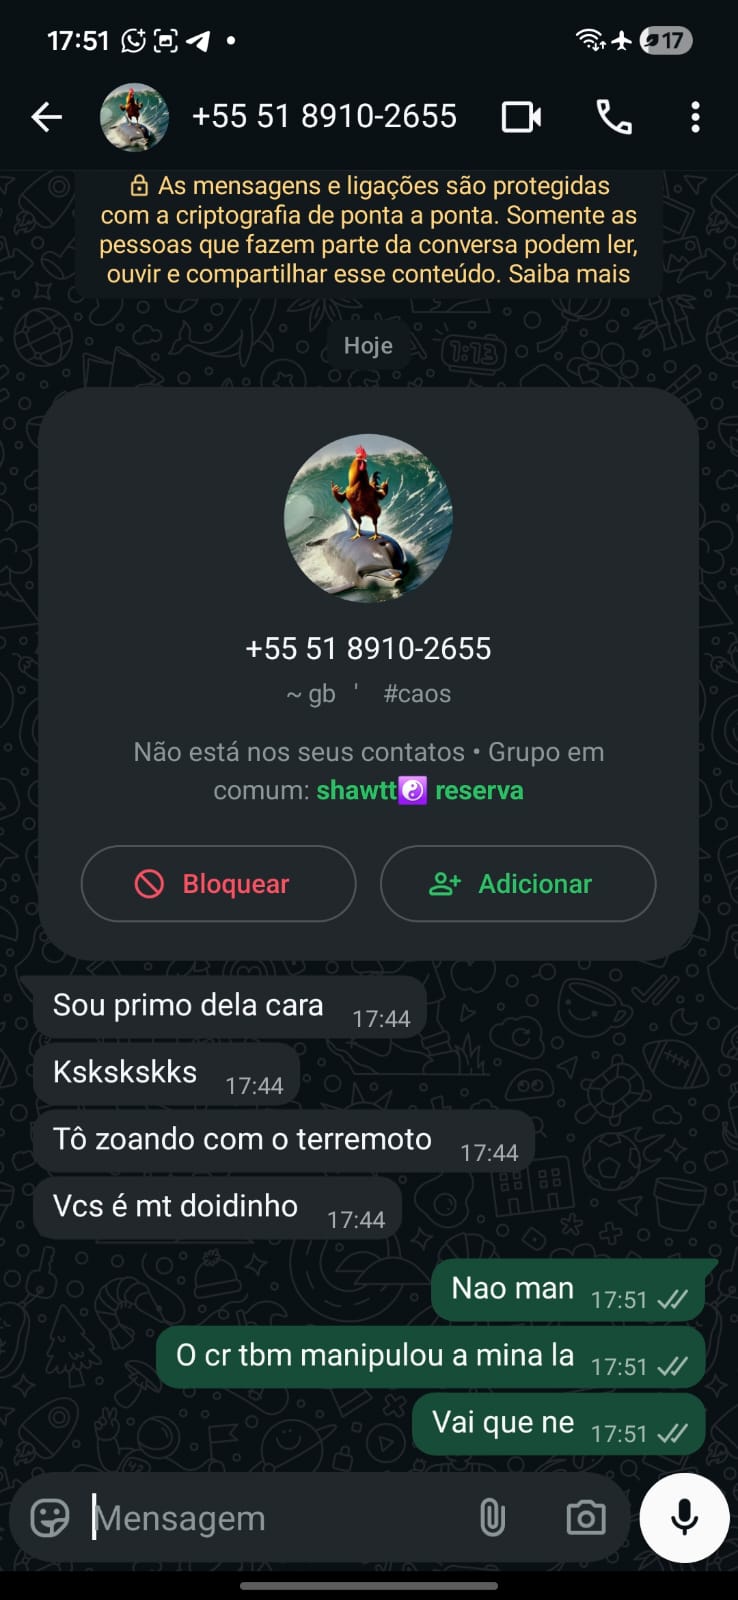 17:51
17
+55 51 8910-2655
As mensagens e ligações são protegidas
com a criptografia de ponta a ponta. Somente as
pessoas que fazem parte da conversa podem ler,
ouvir e compartilhar esse conteúdo. Saiba mais
Hoje
+55 51 8910-2655
~ gb ' #caos
Não está nos seus contatos • Grupo em
comum: shawtt☯️ reserva
Bloquear
Adicionar
Sou primo dela cara 17:44
Ksksksks 17:44
Tô zoando com o terremoto 17:44
Vcs é mt doidinho 17:44
Nao man 17:51
O cr tbm manipulou a mina la 17:51
Vai que ne 17:51
Mensagem